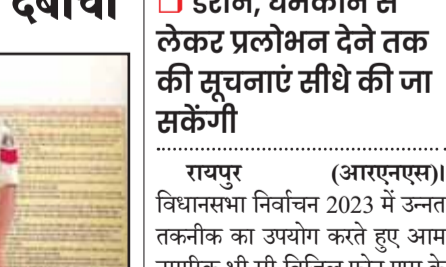 दबोचा
डराने, धमकाने से
लेकर प्रलोभन देने तक
की सूचनाएं सीधे की जा
सकेंगी
रायपुर (आरएनएस)।
विधानसभा निर्वाचन 2023 में उन्नत
तकनीक का उपयोग करते हुए आम